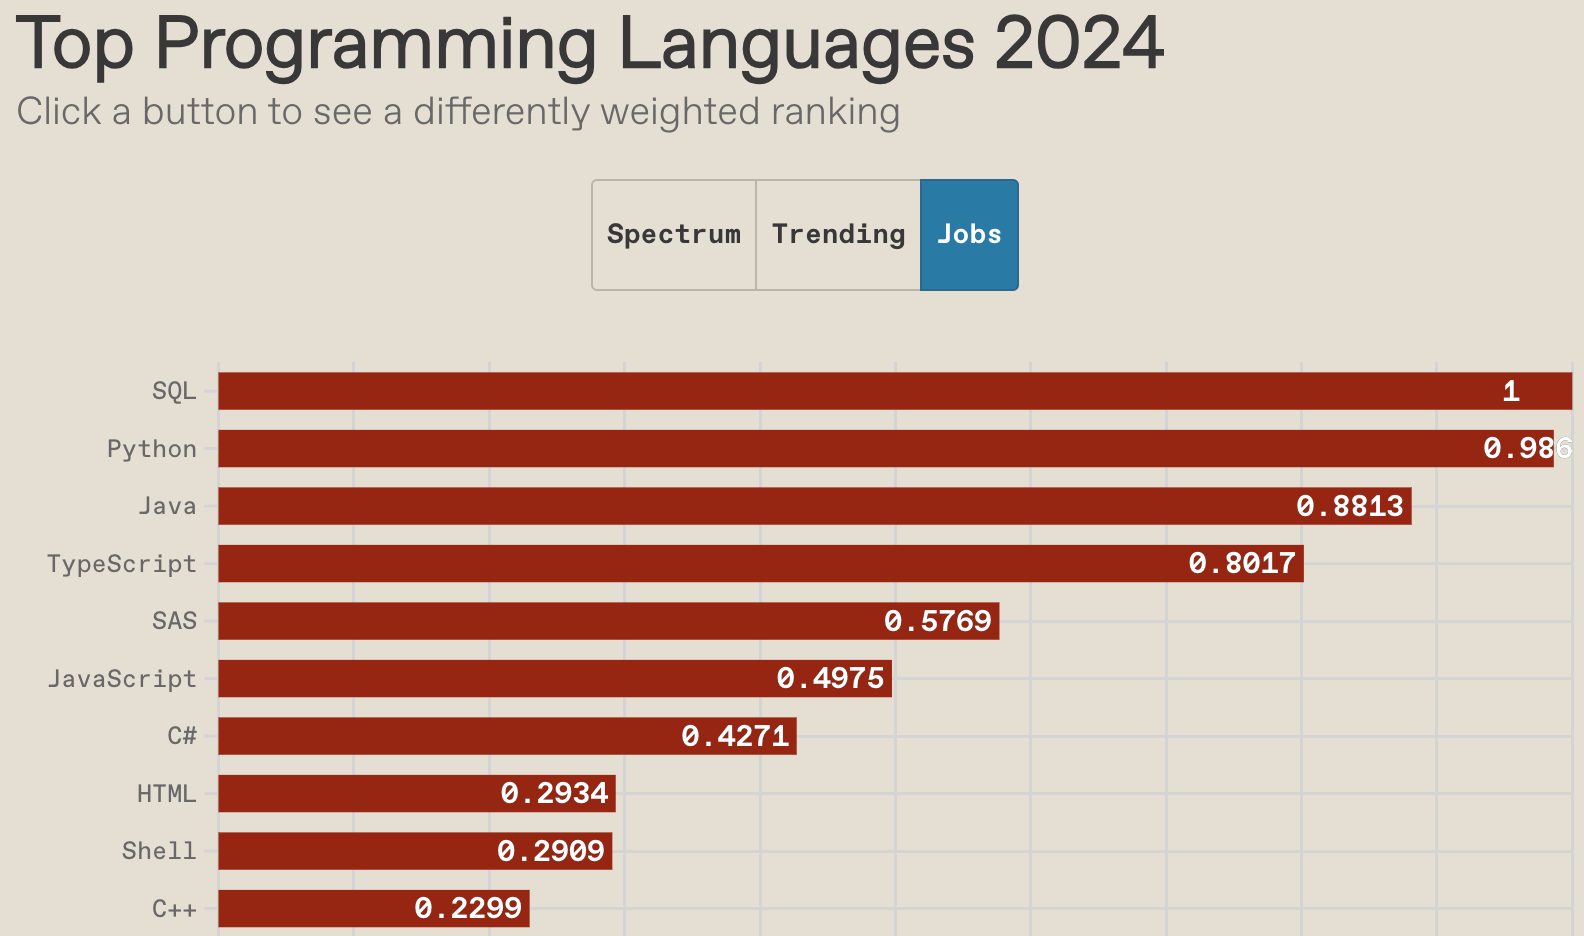 Top Programming Languages 2024
Click a button to see a differently weighted ranking
Spectrum Trending Jobs
SQL 1
Python 0.986
Java 0.8813
TypeScript 0.8017
SAS 0.5769
JavaScript 0.4975
C# 0.4271
HTML 0.2934
Shell 0.2909
C++ 0.2299